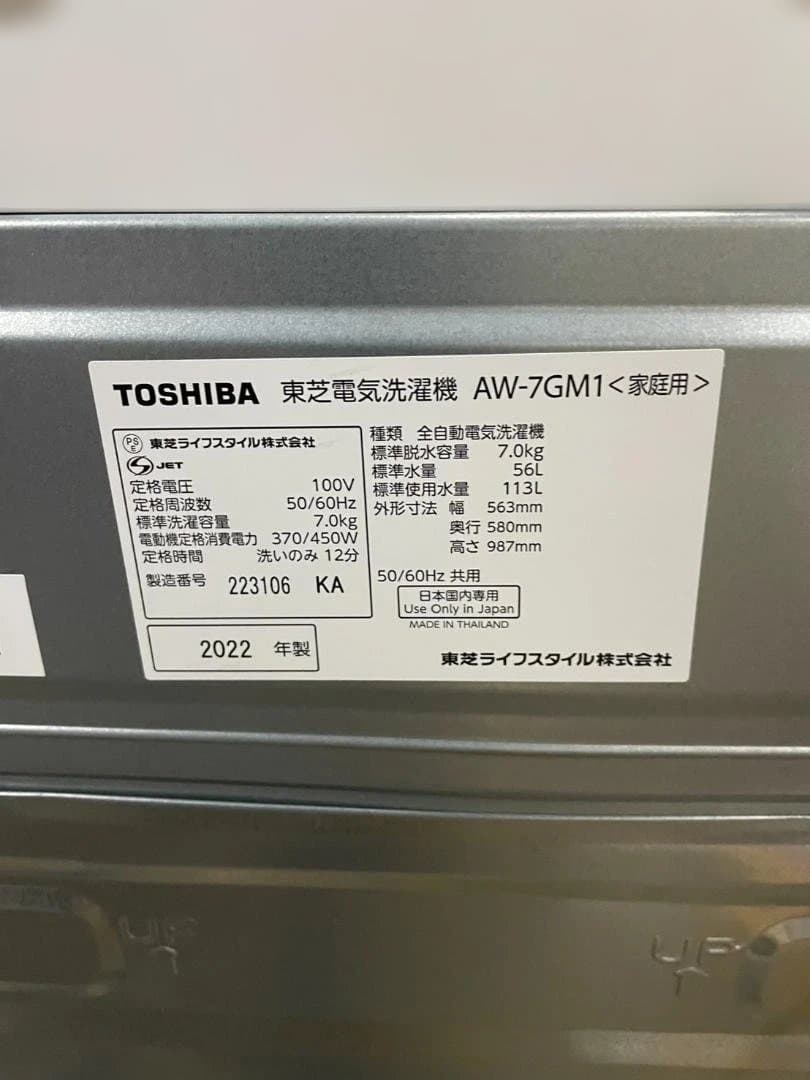 TOSHIBA 東芝電気洗濯機 AW-7GM1<家庭用>
PS E 東芝ライフスタイル株式会社
S JET
定格電圧 100V
定格周波数 50/60Hz
標準洗濯容量 7.0kg
電動機定格消費電力 370/450W
定格時間 洗いのみ 12分
製造番号 223106 KA
2022 年製
種類 全自動電気洗濯機
標準脱水容量 7.0kg
標準水量 56L
標準使用水量 113L
外形寸法 幅 563mm
奥行 580mm
高さ 987mm
50/60Hz 共用
日本国内専用
Use Only in Japan
MADE IN THAILAND
東芝ライフスタイル株式会社
UP
UP